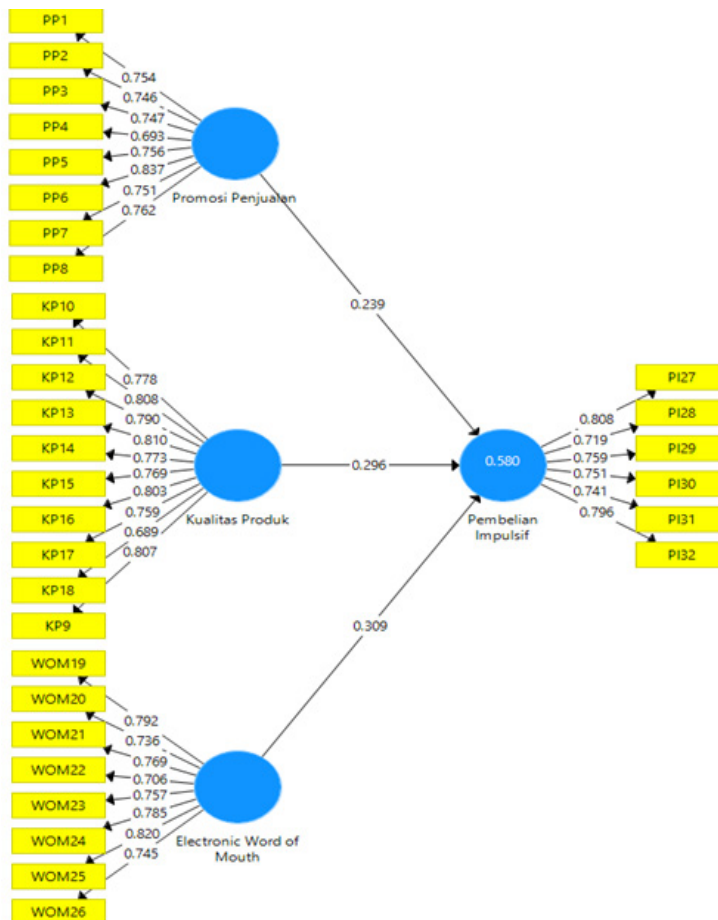 PP1
PP2
PP3
PP4
PP5
PP6
PP7
PP8
0.754
0.746
0.747
0.693
0.756
0.837
0.751
0.762
Promosi Penjualan
0.239
KP10
KP11
KP12
KP13
KP14
KP15
KP16
KP17
KP18
KP9
0.778
0.808
0.790
0.810
0.773
0.769
0.803
0.759
0.689
0.807
Kualitas Produk
0.296
WOM19
WOM20
WOM21
WOM22
WOM23
WOM24
WOM25
WOM26
0.792
0.736
0.769
0.706
0.757
0.785
0.820
0.745
Electronic Word of
Mouth
0.309
0.580
Pembelian
Impulsif
0.808
0.719
0.759
0.751
0.741
0.796
PI27
PI28
PI29
PI30
PI31
PI32